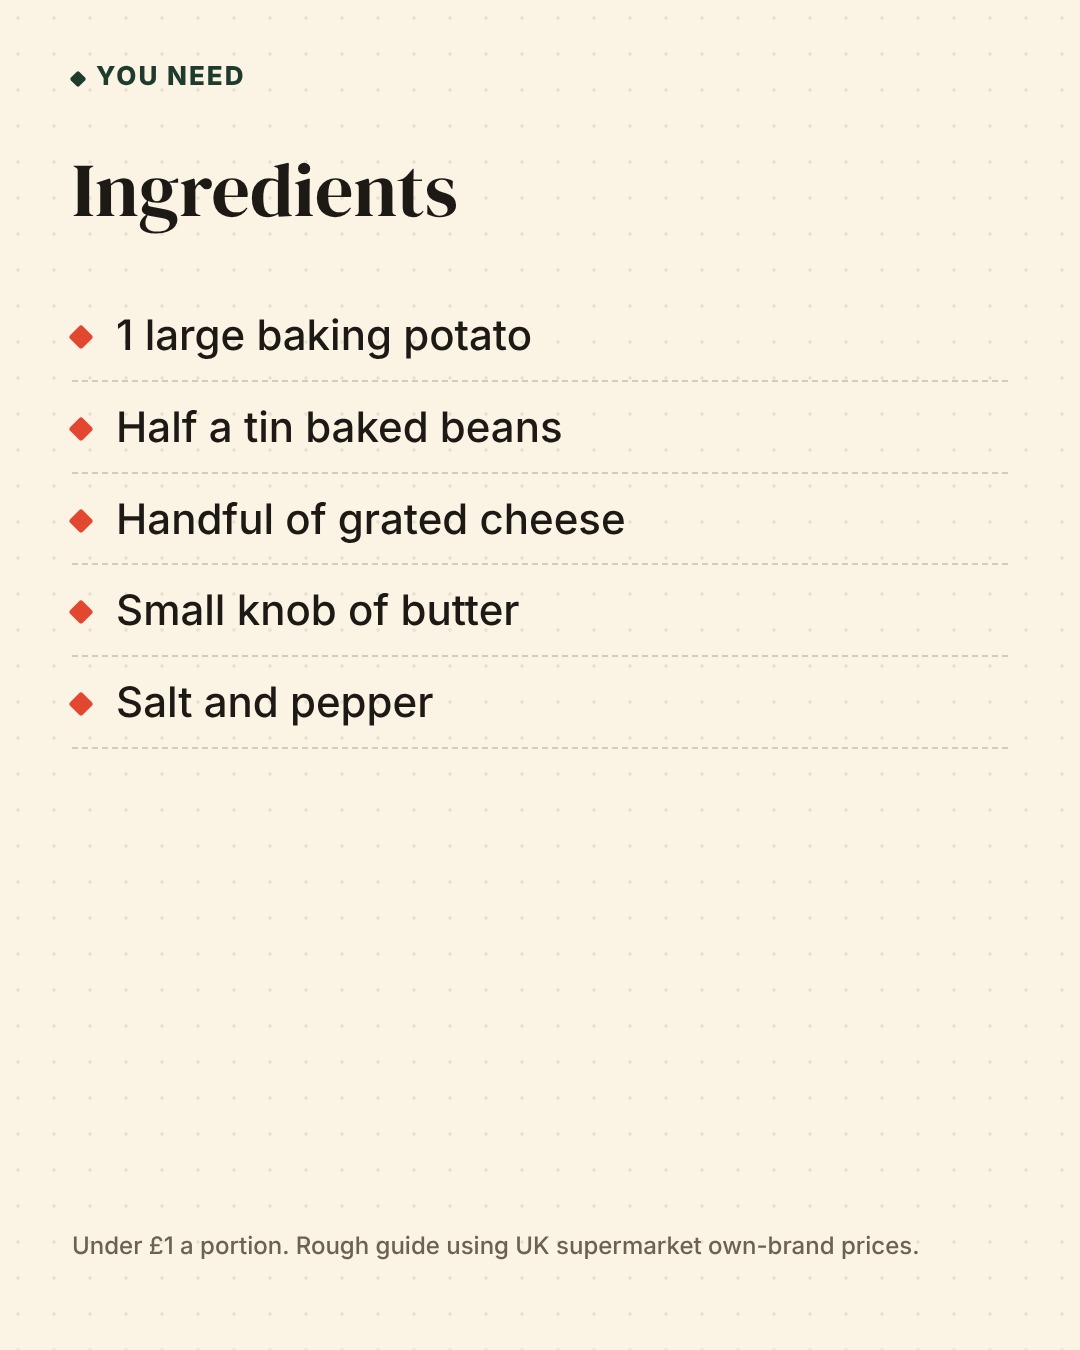 YOU NEED
Ingredients
1 large baking potato
Half a tin baked beans
Handful of grated cheese
Small knob of butter
Salt and pepper
Under £1 a portion. Rough guide using UK supermarket own-brand prices.